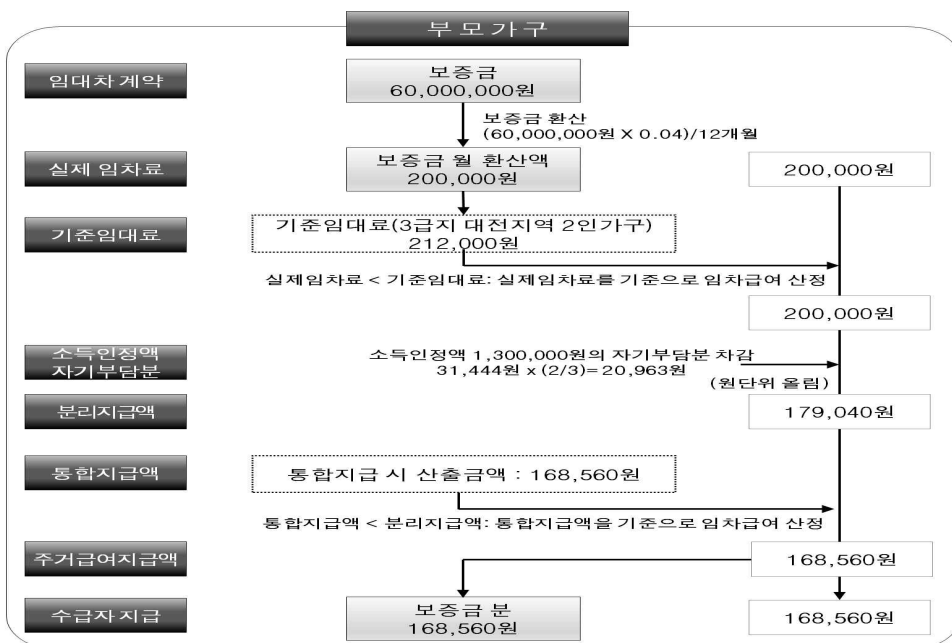 부 모 가 구
임대차 계약
보증금
60,000,000원
보증금 환산
(60,000,000원 X 0.04)/12개월
실제 임차료
보증금 월 환산액
200,000원
200,000원
기준임대료
기준임대료(3급지 대전지역 2인가구)
212,000원
실제임차료 < 기준임대료: 실제임차료를 기준으로 임차급여 산정
200,000원
소득인정액
자기부담분
소득인정액 1,300,000원의 자기부담분 차감
31,444원 x (2/3)= 20,963원
(원단위 올림)
분리지급액
179,040원
통합지급액
통합지급 시 산출금액 : 168,560원
통합지급액 < 분리지급액: 통합지급액을 기준으로 임차급여 산정
주거급여지급액
168,560원
수급자 지급
보증금 분
168,560원
168,560원